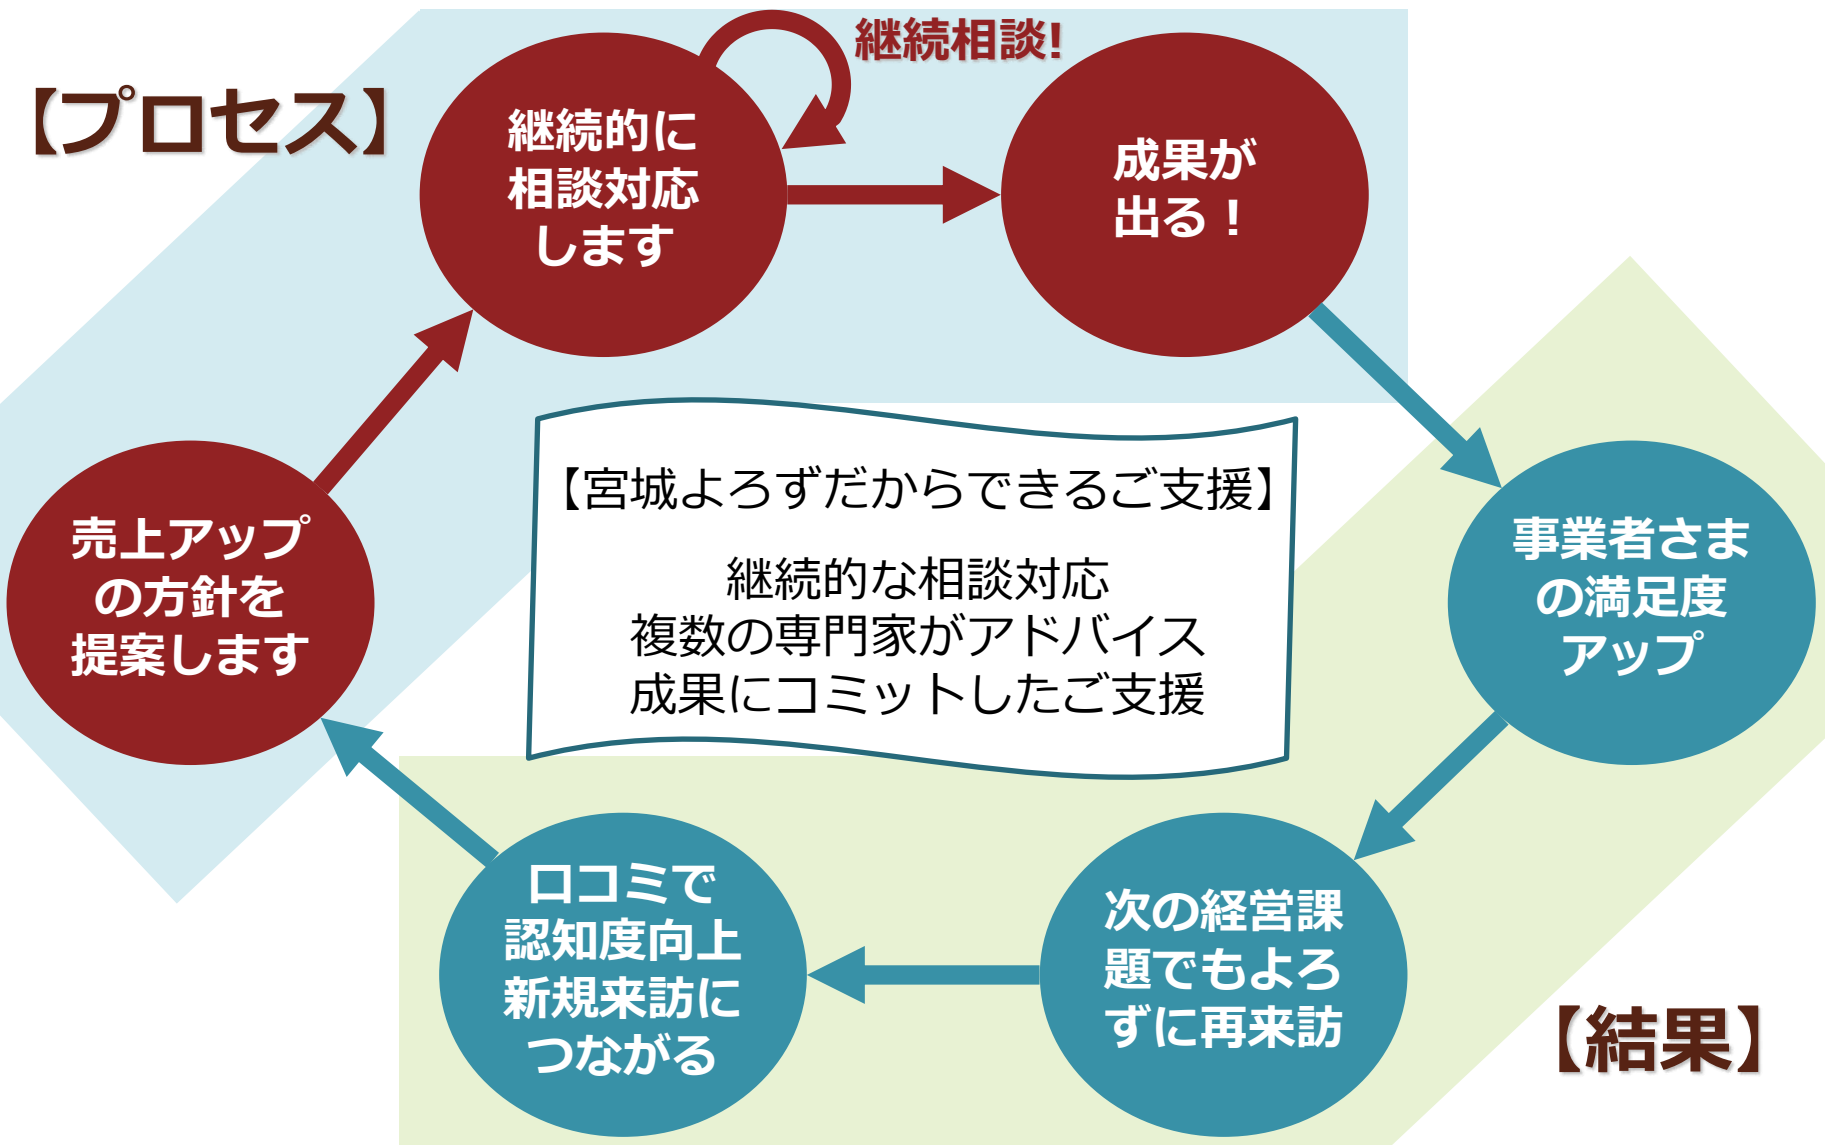 【プロセス】
継続相談!
継続的に
相談対応
します
成果が
出る！
売上アップ
の方針を
提案します
【宮城よろずだからできるご支援】
継続的な相談対応
複数の専門家がアドバイス
成果にコミットしたご支援
事業者さま
の満足度
アップ
次の経営課
題でもよろ
ずに再来訪
口コミで
認知度向上
新規来訪に
つながる
【結果】